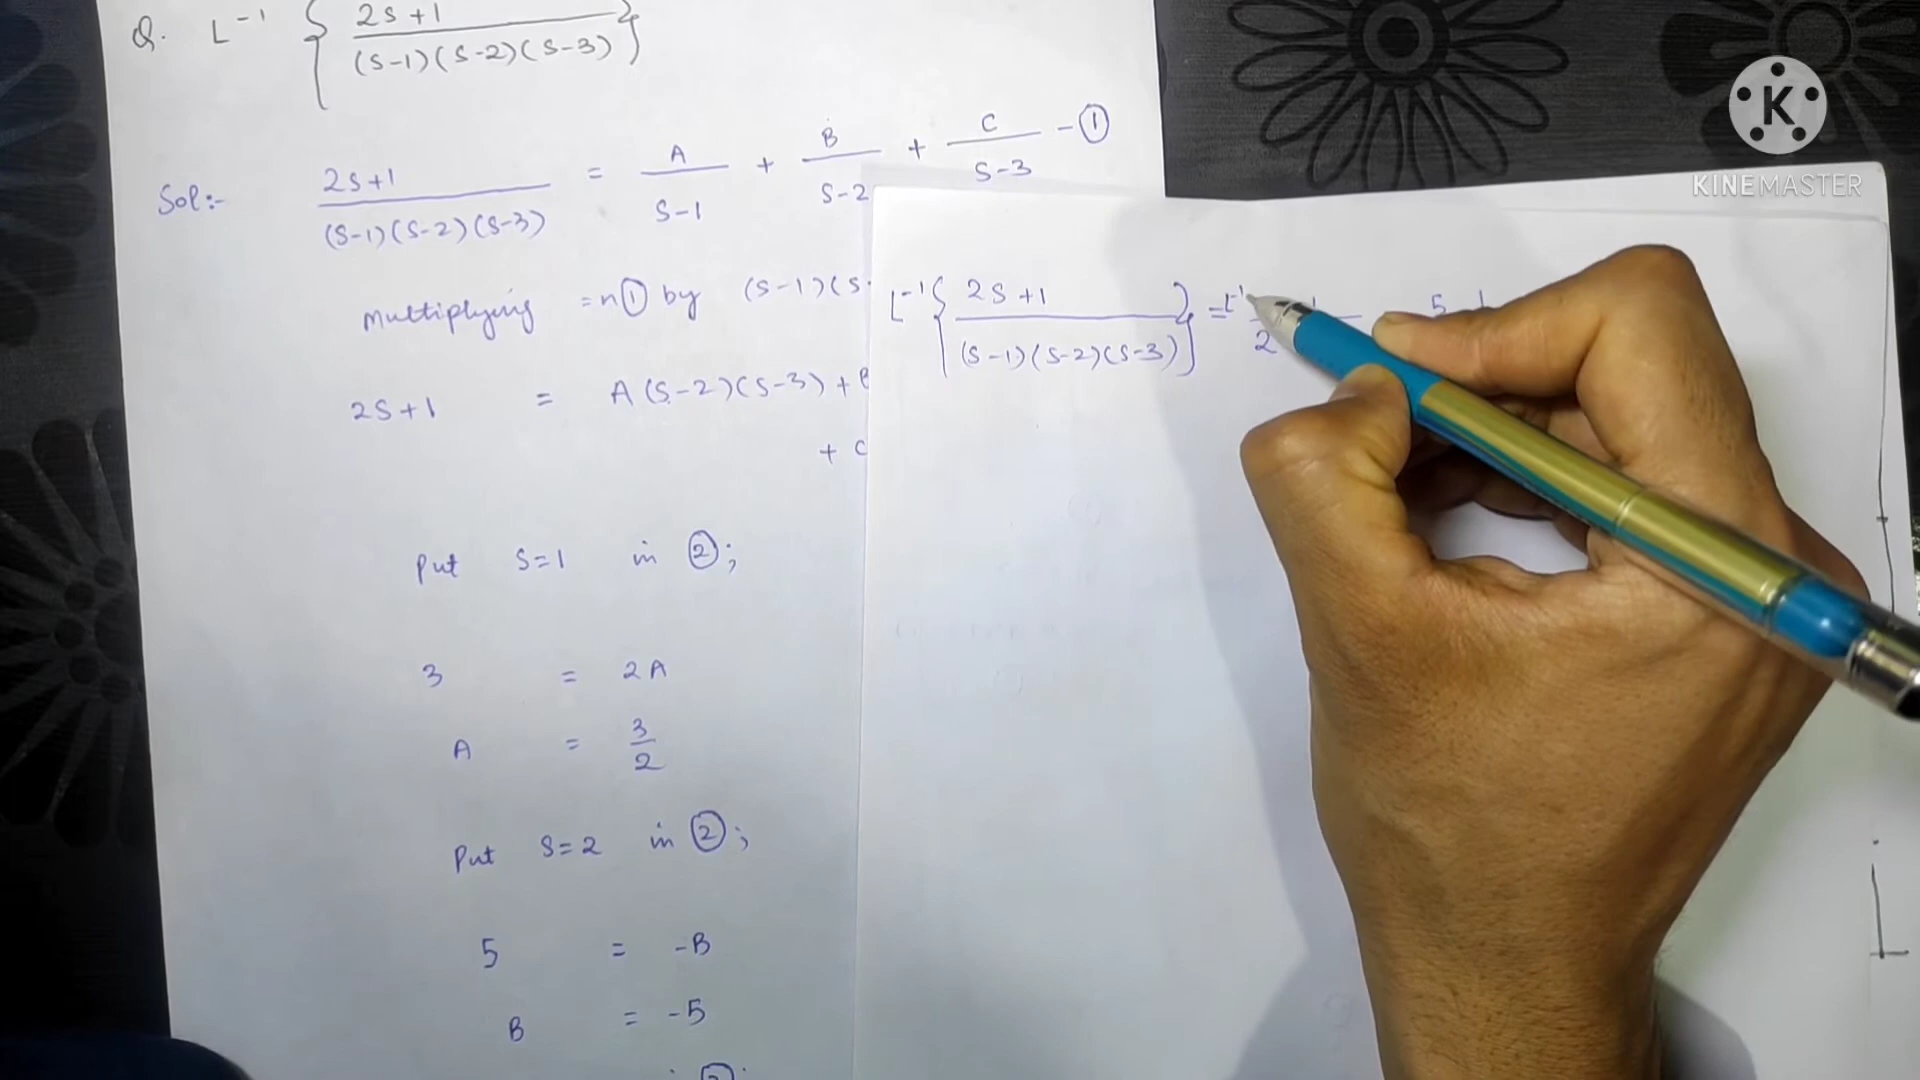 Q. L⁻¹ { 2s+1 / (s-1)(s-2)(s-3) }
Sol:- 2s+1 / (s-1)(s-2)(s-3) = A / s-1 + B / s-2 + C / s-3 - ①
multiplying =n ① by (s-1)(s
2s+1 = A(s-2)(s-3) +
+ C
Put s=1 in ②;
3 = 2A
A = 3/2
Put s=2 in ②;
5 = -B
B = -5
L⁻¹ { 2s+1 / (s-1)(s-2)(s-3) } = L⁻¹
2
5
K
KINEMASTER